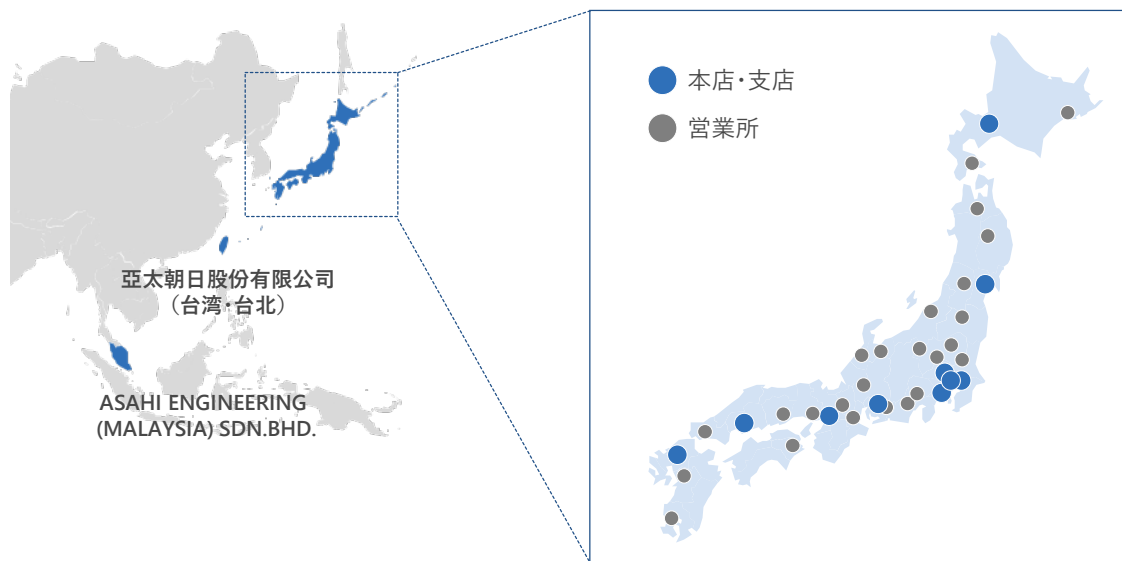 亞太朝日股份有限公司
（台湾・台北）
ASAHI ENGINEERING
(MALAYSIA) SDN.BHD.
本店・支店
営業所